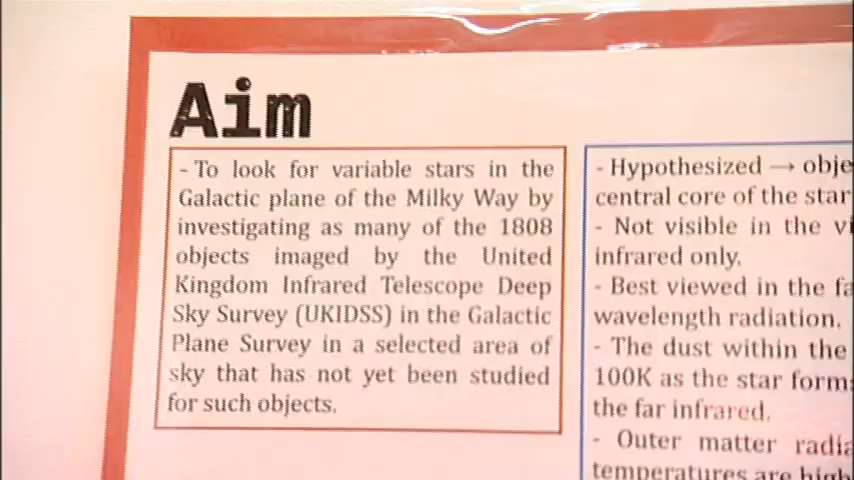 Aim
- To look for variable stars in the
Galactic plane of the Milky Way by
investigating as many of the 1808
objects imaged by the United
Kingdom Infrared Telescope Deep
Sky Survey (UKIDSS) in the Galactic
Plane Survey in a selected area of
sky that has not yet been studied
for such objects.
- Hypothesized → obje
central core of the star
- Not visible in the vi
infrared only.
- Best viewed in the fa
wavelength radiation.
- The dust within the
100K as the star form
the far infrared.
- Outer matter radia
temperatures are high